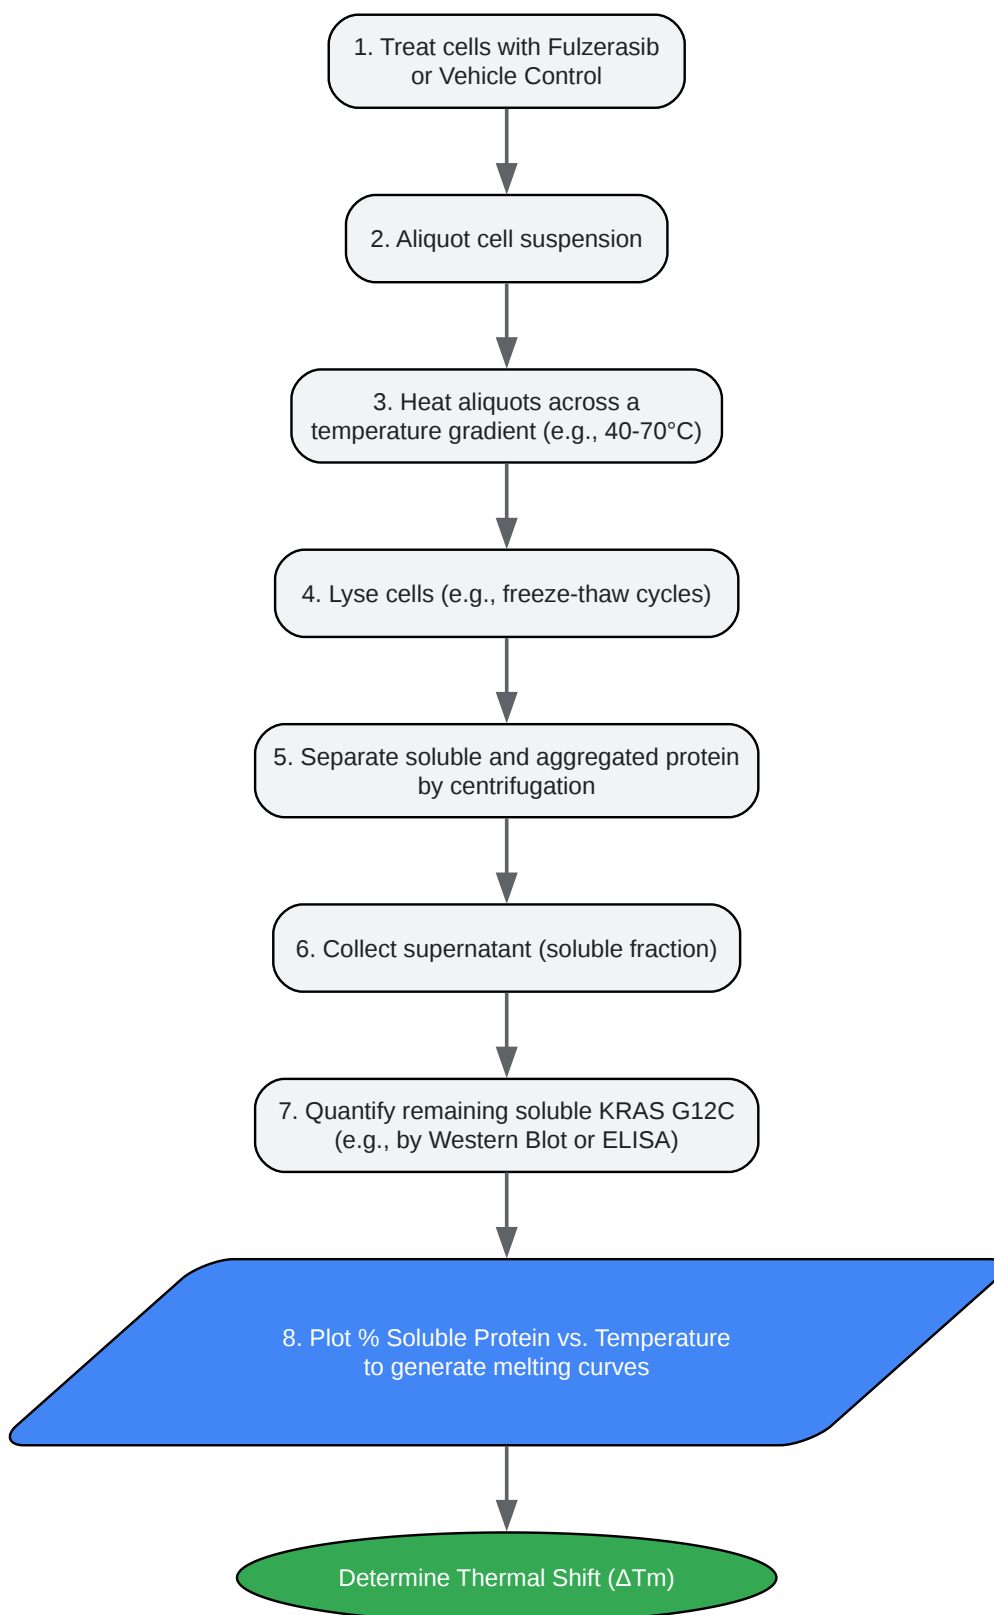 1. Treat cells with Fulzerasib
or Vehicle Control
2. Aliquot cell suspension
3. Heat aliquots across a
temperature gradient (e.g., 40-70°C)
4. Lyse cells (e.g., freeze-thaw cycles)
5. Separate soluble and aggregated protein
by centrifugation
6. Collect supernatant (soluble fraction)
7. Quantify remaining soluble KRAS G12C
(e.g., by Western Blot or ELISA)
8. Plot % Soluble Protein vs. Temperature
to generate melting curves
Determine Thermal Shift (ΔTm)